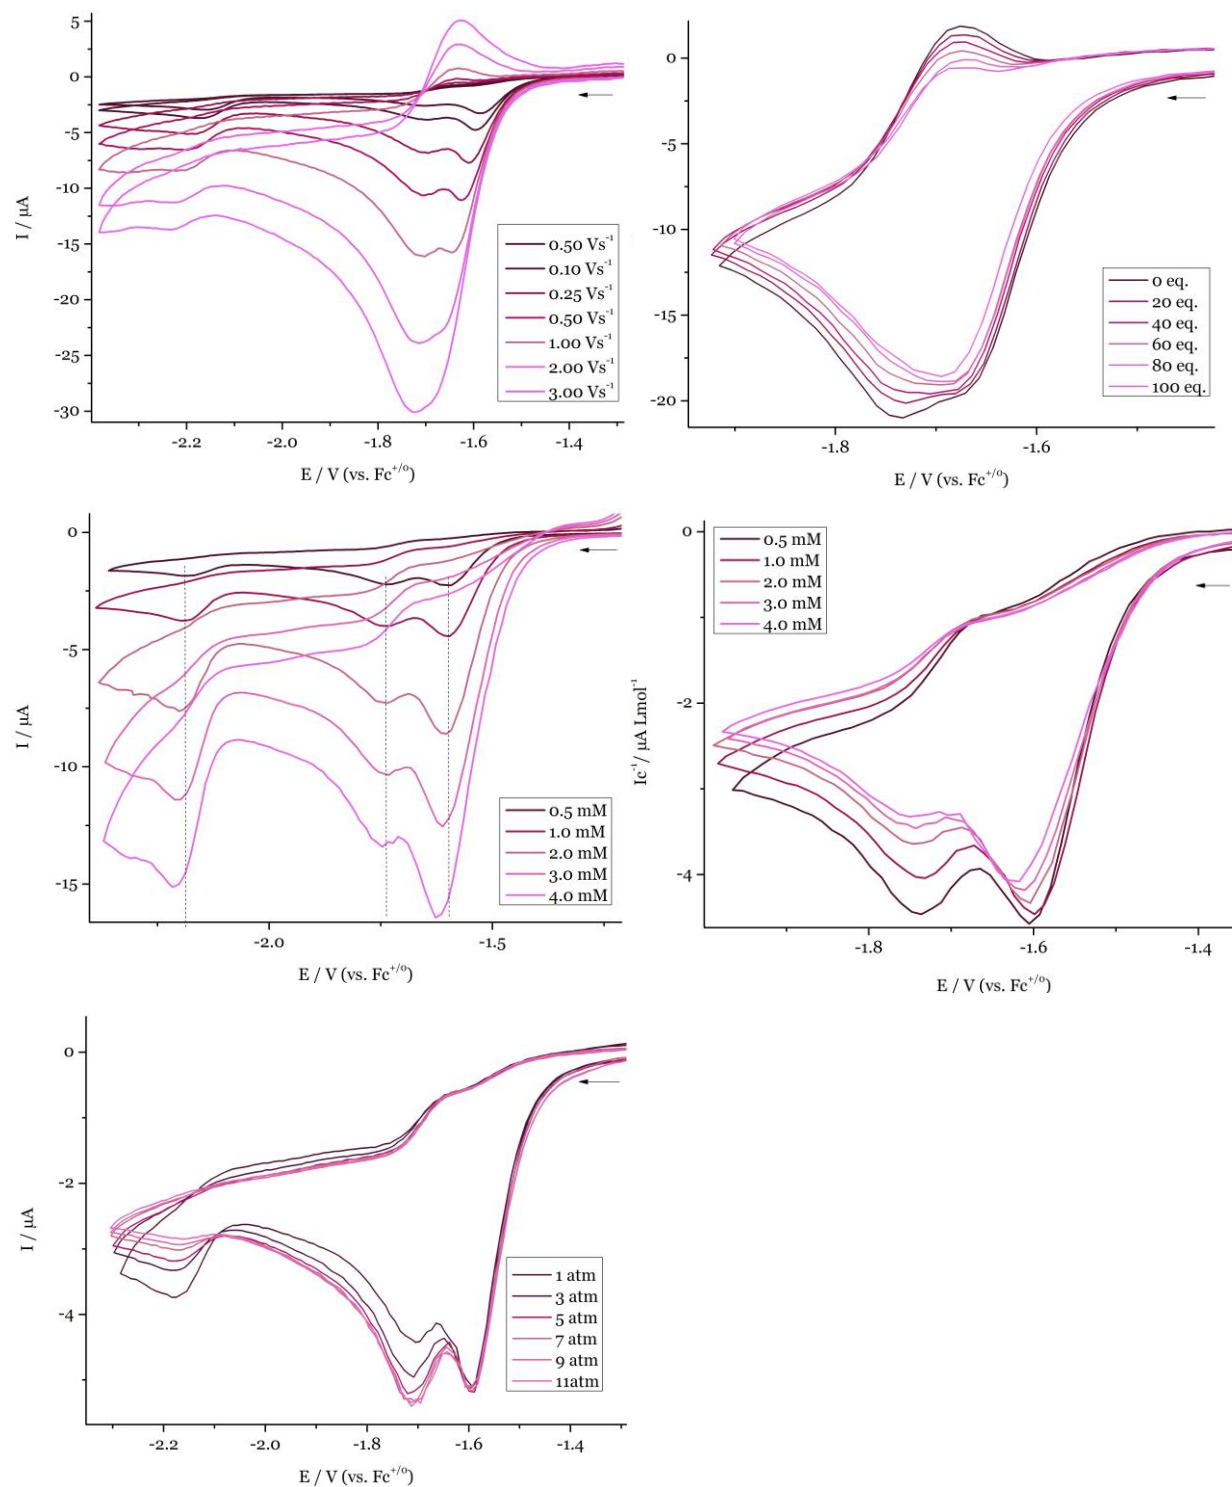 5
0
-5
-10
-15
-20
-25
-30
I / µA
-2.2
-2.0
-1.8
-1.6
-1.4
E / V (vs. Fc⁺/⁰)
0.50 Vs⁻¹
0.10 Vs⁻¹
0.25 Vs⁻¹
0.50 Vs⁻¹
1.00 Vs⁻¹
2.00 Vs⁻¹
3.00 Vs⁻¹
0
-5
-10
-15
-20
-1.8
-1.6
E / V (vs. Fc⁺/⁰)
0 eq.
20 eq.
40 eq.
60 eq.
80 eq.
100 eq.
0
-5
-10
-15
I / µA
-2.0
-1.5
E / V (vs. Fc⁺/⁰)
0.5 mM
1.0 mM
2.0 mM
3.0 mM
4.0 mM
0
-2
-4
Ic⁻¹/ µA Lmol⁻¹
-1.8
-1.6
-1.4
E / V (vs. Fc⁺/⁰)
0.5 mM
1.0 mM
2.0 mM
3.0 mM
4.0 mM
0
-2
-4
I / µA
-2.2
-2.0
-1.8
-1.6
-1.4
E / V (vs. Fc⁺/⁰)
1 atm
3 atm
5 atm
7 atm
9 atm
11atm